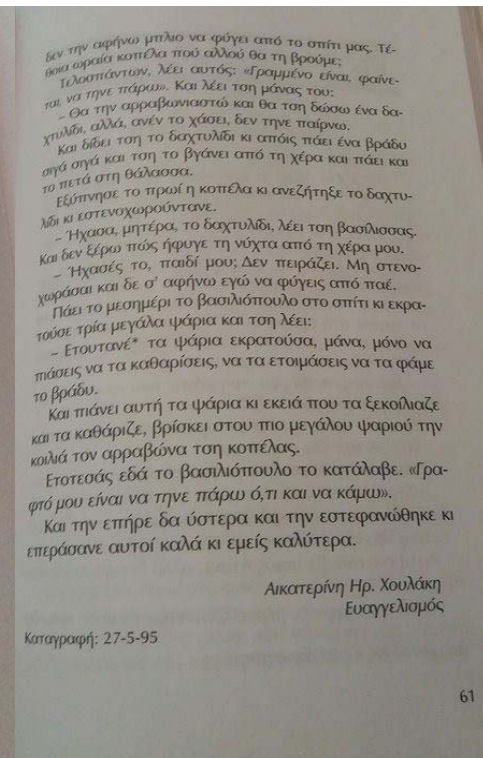 δεν την αφήνω μπλιο να φύγει από το σπίτι μας. Τέ-
θοια ωραία κοπέλα πού αλλού θα τη βρούμε;
Τελοσπάντων, λέει αυτός: «Γραμμένο είναι, φαίνε-
ται, να τηνε πάρω». Και λέει τση μάνας του:
– Θα την αρραβωνιαστώ και θα τση δώσω ένα δα-
χτυλίδι, αλλά, ανέν το χάσει, δεν τηνε παίρνω.
Και δίδει τση το δαχτυλίδι κι απόις πάει ένα βράδυ
σιγά σιγά και τση το βγάνει από τη χέρα και πάει και
το πετά στη θάλασσα.
Εξύπνησε το πρωί η κοπέλα κι ανεζήτηξε το δαχτυ-
λίδι κι εστενοχωρούντανε.
– Ήχασα, μητέρα, το δαχτυλίδι, λέει τση βασίλισσας.
Και δεν ξέρω πώς ήφυγε τη νύχτα από τη χέρα μου.
– Ήχασές το, παιδί μου; Δεν πειράζει. Μη στενο-
χωράσαι και δε σ' αφήνω εγώ να φύγεις από παέ.
Πάει το μεσημέρι το βασιλιόπουλο στο σπίτι κι εκρα-
τούσε τρία μεγάλα ψάρια και τση λέει:
– Ετουτανέ* τα ψάρια εκρατούσα, μάνα, μόνο να
πιάσεις να τα καθαρίσεις, να τα ετοιμάσεις να τα φάμε
το βράδυ.
Και πιάνει αυτή τα ψάρια κι εκειά που τα ξεκοίλιαζε
και τα καθάριζε, βρίσκει στου πιο μεγάλου ψαριού την
κοιλιά τον αρραβώνα τση κοπέλας.
Ετοτεσάς εδά το βασιλιόπουλο το κατάλαβε. «Γρα-
φτό μου είναι να τηνε πάρω ό,τι και να κάμω».
Και την επήρε δα ύστερα και την εστεφανώθηκε κι
επεράσανε αυτοί καλά κι εμείς καλύτερα.
Αικατερίνη Ηρ. Χουλάκη
Ευαγγελισμός
Καταγραφή: 27-5-95
61